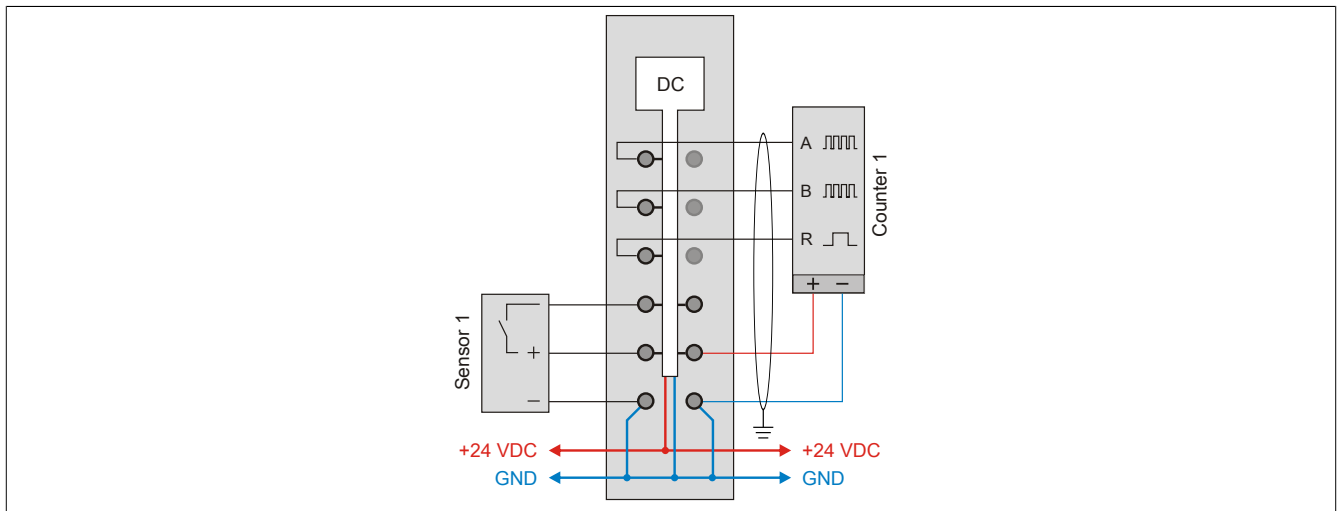 DC
A
B
R
Counter 1
+ −
Sensor 1
+
−
+24 VDC
+24 VDC
GND
GND